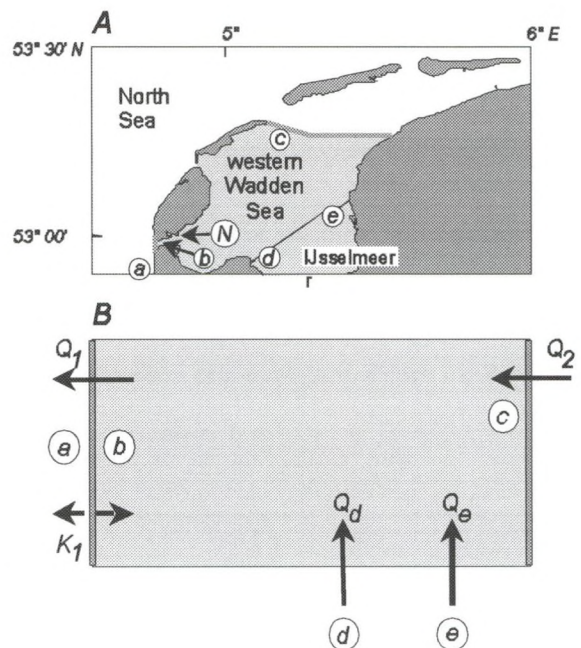 A
53° 30' N
5°
6° E
North
Sea
c
western
Wadden
Sea
e
53° 00'
N
a
b
d
IJsselmeer
r
B
Q1
Q2
c
a
b
Qd
Qe
K1
d
e